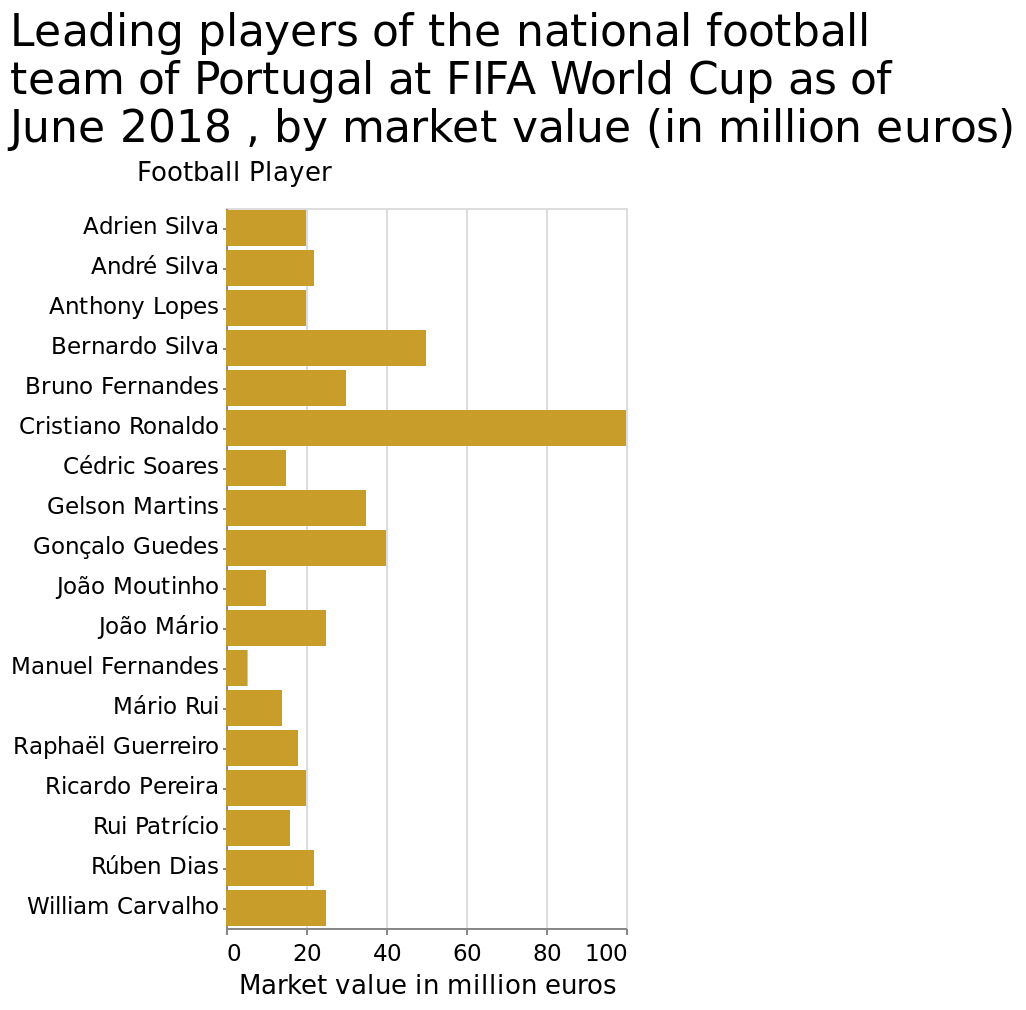 Leading players of the national football
team of Portugal at FIFA World Cup as of
June 2018 , by market value (in million euros)
Football Player
Adrien Silva
André Silva
Anthony Lopes
Bernardo Silva
Bruno Fernandes
Cristiano Ronaldo
Cédric Soares
Gelson Martins
Gonçalo Guedes
João Moutinho
João Mário
Manuel Fernandes
Mário Rui
Raphaël Guerreiro
Ricardo Pereira
Rui Patrício
Rúben Dias
William Carvalho
0 20 40 60 80 100
Market value in million euros